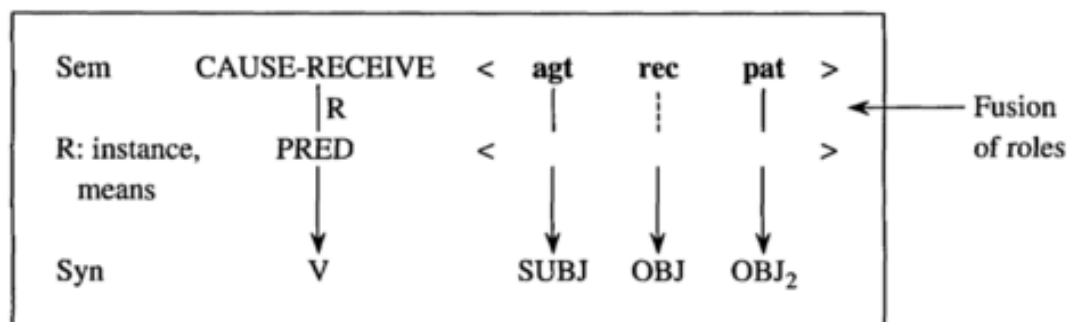 Sem CAUSE-RECEIVE < agt rec pat >
R Fusion
R: instance, PRED < > of roles
means
Syn V SUBJ OBJ OBJ₂